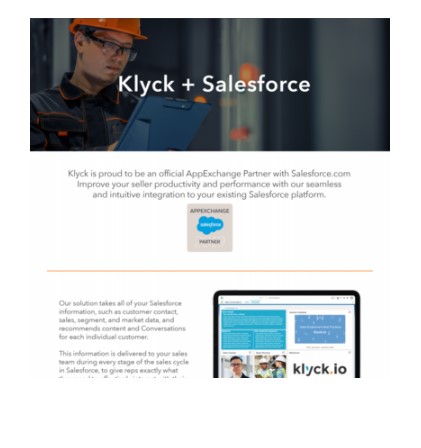 Klyck + Salesforce
Klyck is proud to be an official AppExchange Partner with Salesforce.com
Improve your seller productivity and performance with our seamless
and intuitive integration to your existing Salesforce platform.
APPEXCHANGE
salesforce
PARTNER
Our solution takes all of your Salesforce
information, such as customer contact,
sales, segment, and market data, and
recommends content and Conversations
for each individual customer.
This information is delivered to your sales
team during every stage of the sales cycle
in Salesforce, to give reps exactly what
klyck.io